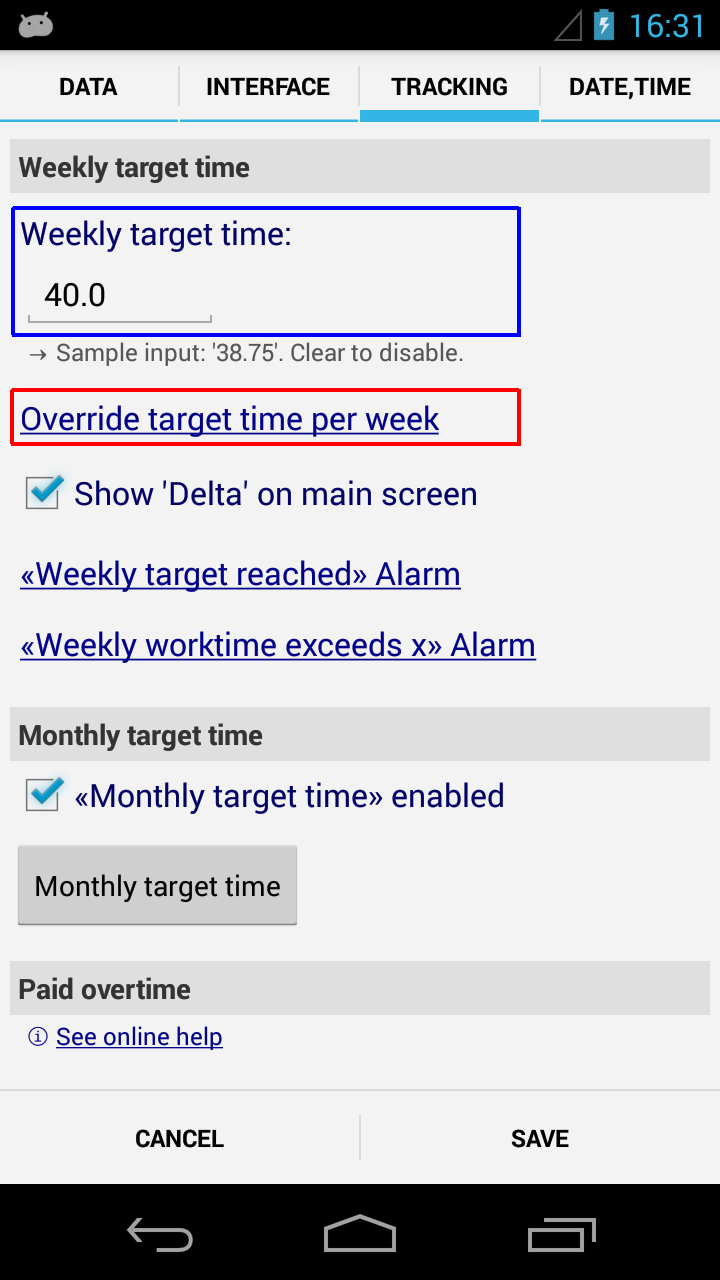 16:31
DATA
INTERFACE
TRACKING
DATE,TIME
Weekly target time
Weekly target time:
40.0
→ Sample input: '38.75'. Clear to disable.
Override target time per week
Show 'Delta' on main screen
«Weekly target reached» Alarm
«Weekly worktime exceeds x» Alarm
Monthly target time
«Monthly target time» enabled
Monthly target time
Paid overtime
ⓘ See online help
CANCEL
SAVE